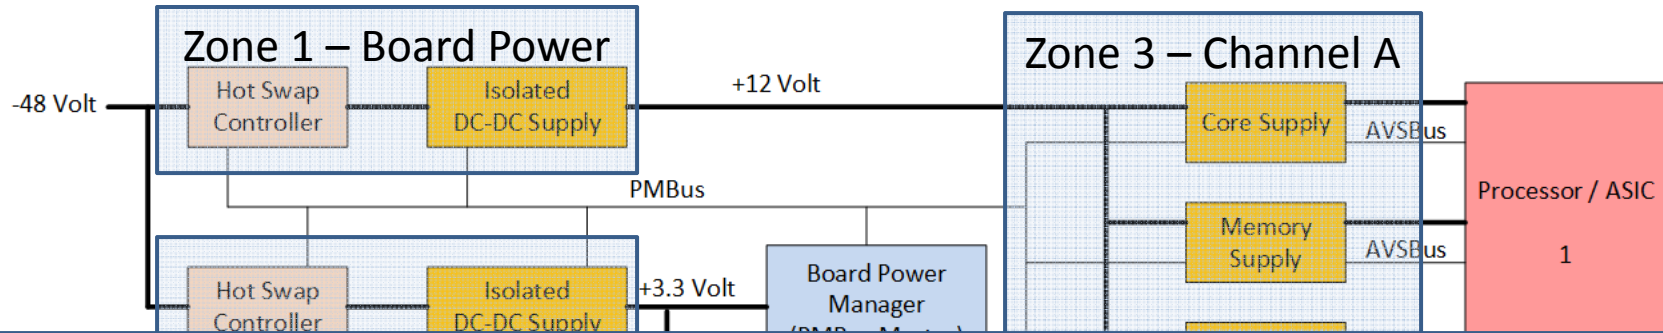 Zone 1 – Board Power
Zone 3 – Channel A
-48 Volt
Hot Swap
Controller
Isolated
DC-DC Supply
+12 Volt
Core Supply
AVSBus
PMBus
Processor / ASIC
1
Memory
Supply
AVSBus
Hot Swap
Controller
Isolated
DC-DC Supply
+3.3 Volt
Board Power
Manager
(PMBus Master)